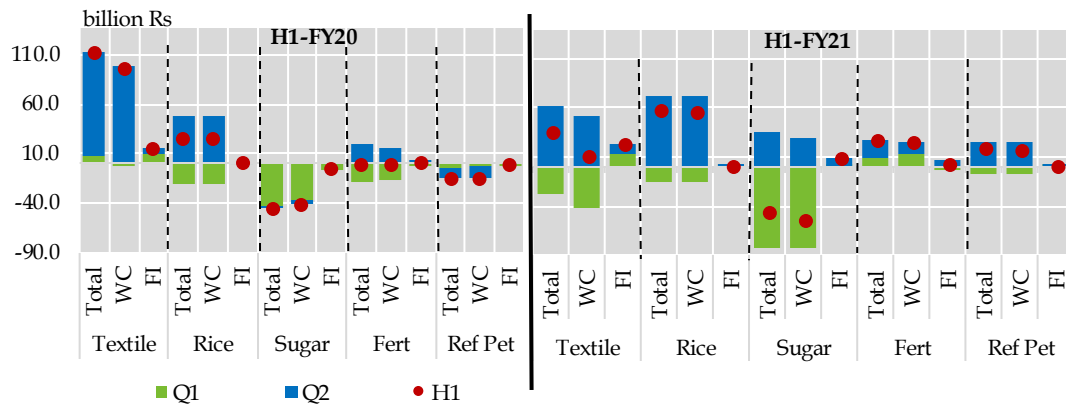 billion Rs
H1-FY20
H1-FY21
110.0
60.0
10.0
-40.0
-90.0
Total WC FI Total WC FI Total WC FI Total WC FI Total WC FI
Total WC FI Total WC FI Total WC FI Total WC FI Total WC FI
Textile Rice Sugar Fert Ref Pet
Textile Rice Sugar Fert Ref Pet
Q1 Q2 H1